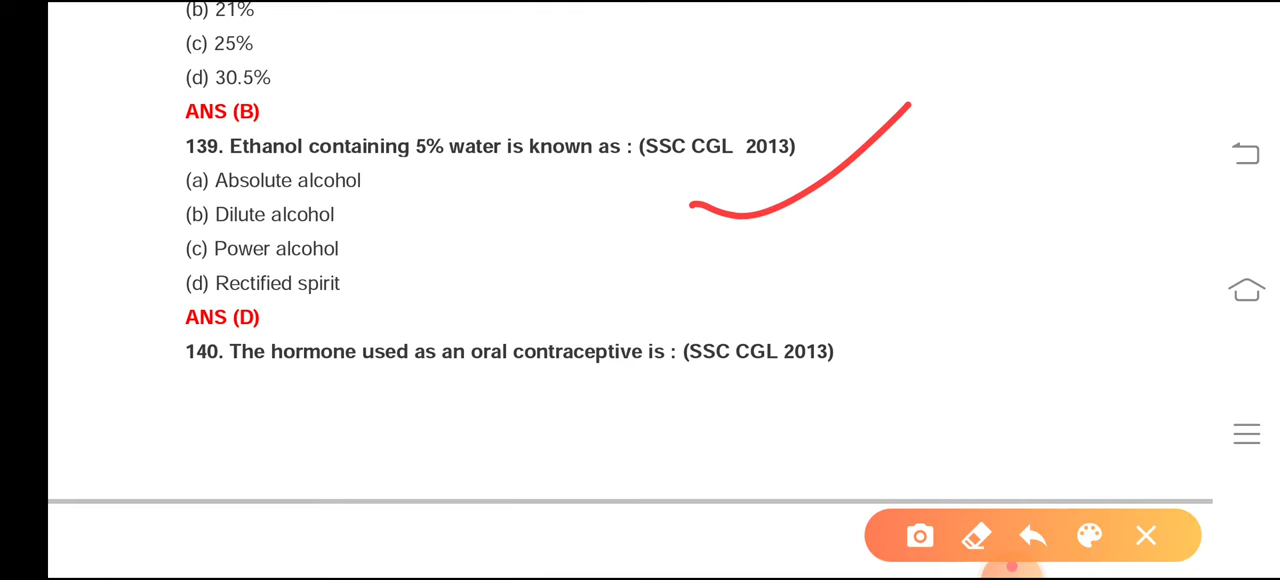 (b) 21%
(c) 25%
(d) 30.5%
ANS (B)
139. Ethanol containing 5% water is known as : (SSC CGL  2013)
(a) Absolute alcohol
(b) Dilute alcohol
(c) Power alcohol
(d) Rectified spirit
ANS (D)
140. The hormone used as an oral contraceptive is : (SSC CGL 2013)